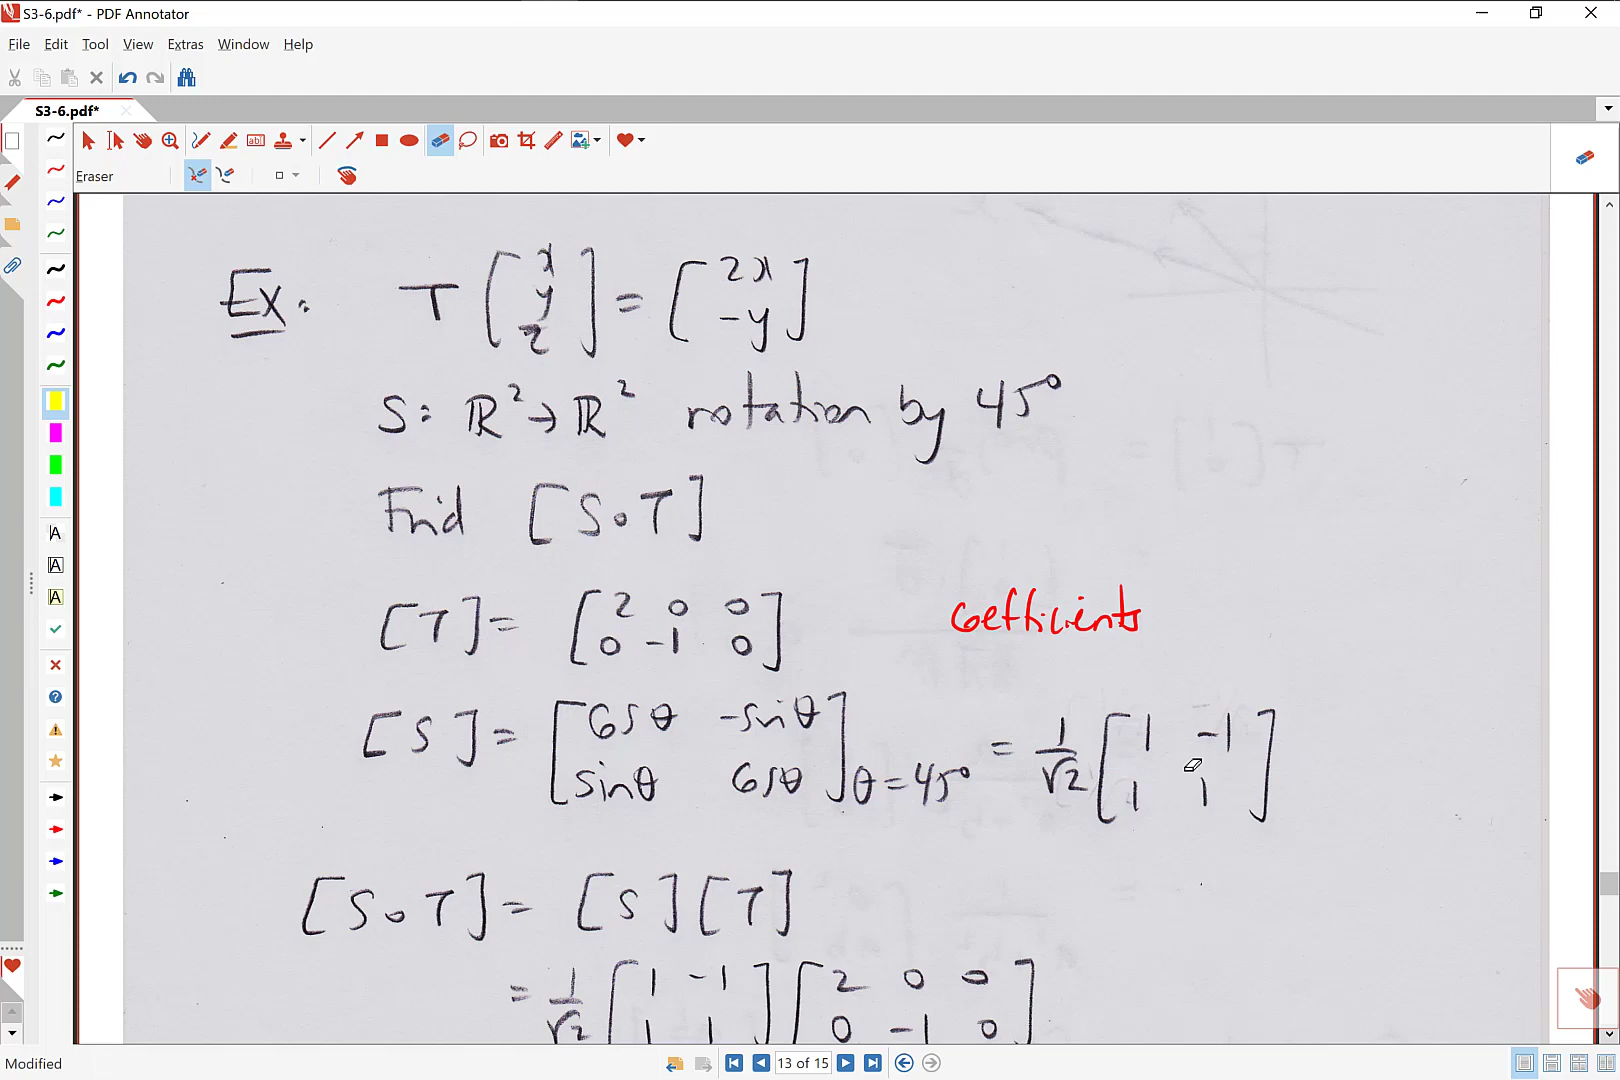 S3-6.pdf* - PDF Annotator
File Edit Tool View Extras Window Help
S3-6.pdf*
Eraser
Ex: T [x y z] = [2x -y]
S: ℝ² → ℝ² rotation by 45°
Find [S∘T]
[T] = [2 0 0
0 -1 0]
Coefficients
[S] = [cosθ -sinθ
sinθ cosθ] θ=45° = 1/√2 [1 -1
1 1]
[S∘T] = [S][T]
= 1/√2 [1 -1
1 1] [2 0 0
0 -1 0]
Modified
13 of 15